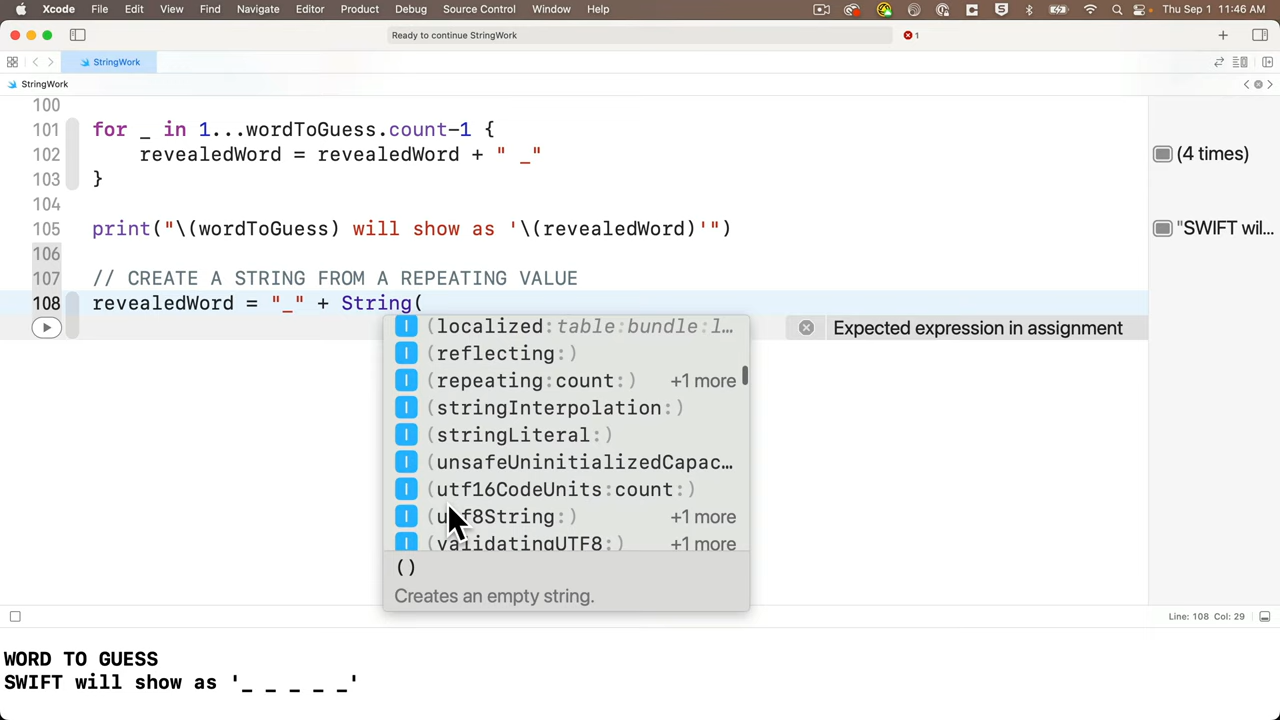 Xcode File Edit View Find Navigate Editor Product Debug Source Control Window Help Thu Sep 1 11:46 AM
Ready to continue StringWork 1
StringWork
StringWork
100
101 for _ in 1...wordToGuess.count-1 {
102 revealedWord = revealedWord + " _"
(4 times)
103 }
104
105 print("\(wordToGuess) will show as '\(revealedWord)'")
"SWIFT wil...
106
107 // CREATE A STRING FROM A REPEATING VALUE
108 revealedWord = "_" + String(
Expected expression in assignment
I (localized:table:bundle:l…
I (reflecting:)
I (repeating:count:) +1 more
I (stringInterpolation:)
I (stringLiteral:)
I (unsafeUninitializedCapac…
I (utf16CodeUnits:count:)
I (utf8String:) +1 more
I (validatingUTF8:) +1 more
()
Creates an empty string.
Line: 108 Col: 29
WORD TO GUESS
SWIFT will show as '_ _ _ _ _'